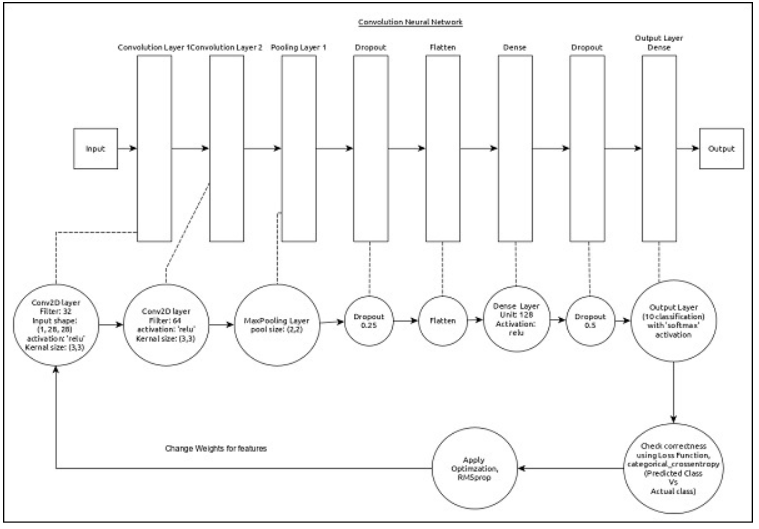 Convolution Neural Network
Convolution Layer 1
Convolution Layer 2
Pooling Layer 1
Dropout
Flatten
Dense
Dropout
Output Layer
Dense
Input
Output
Conv2D layer
Filter: 32
Input shape:
(1, 28, 28)
activation: 'relu'
Kernal size: (3,3)
Conv2D layer
Filter: 64
activation: 'relu'
Kernal size: (3,3)
MaxPooling Layer
pool size: (2,2)
Dropout
0.25
Flatten
Dense Layer
Unit: 128
Activation:
relu
Dropout
0.5
Output Layer
(10 classification)
with 'softmax'
activation
Change Weights for features
Apply
Optimzation,
RMSprop
Check correctness
using Loss Function,
categorical_crossentropy
(Predicted Class
Vs
Actual class)